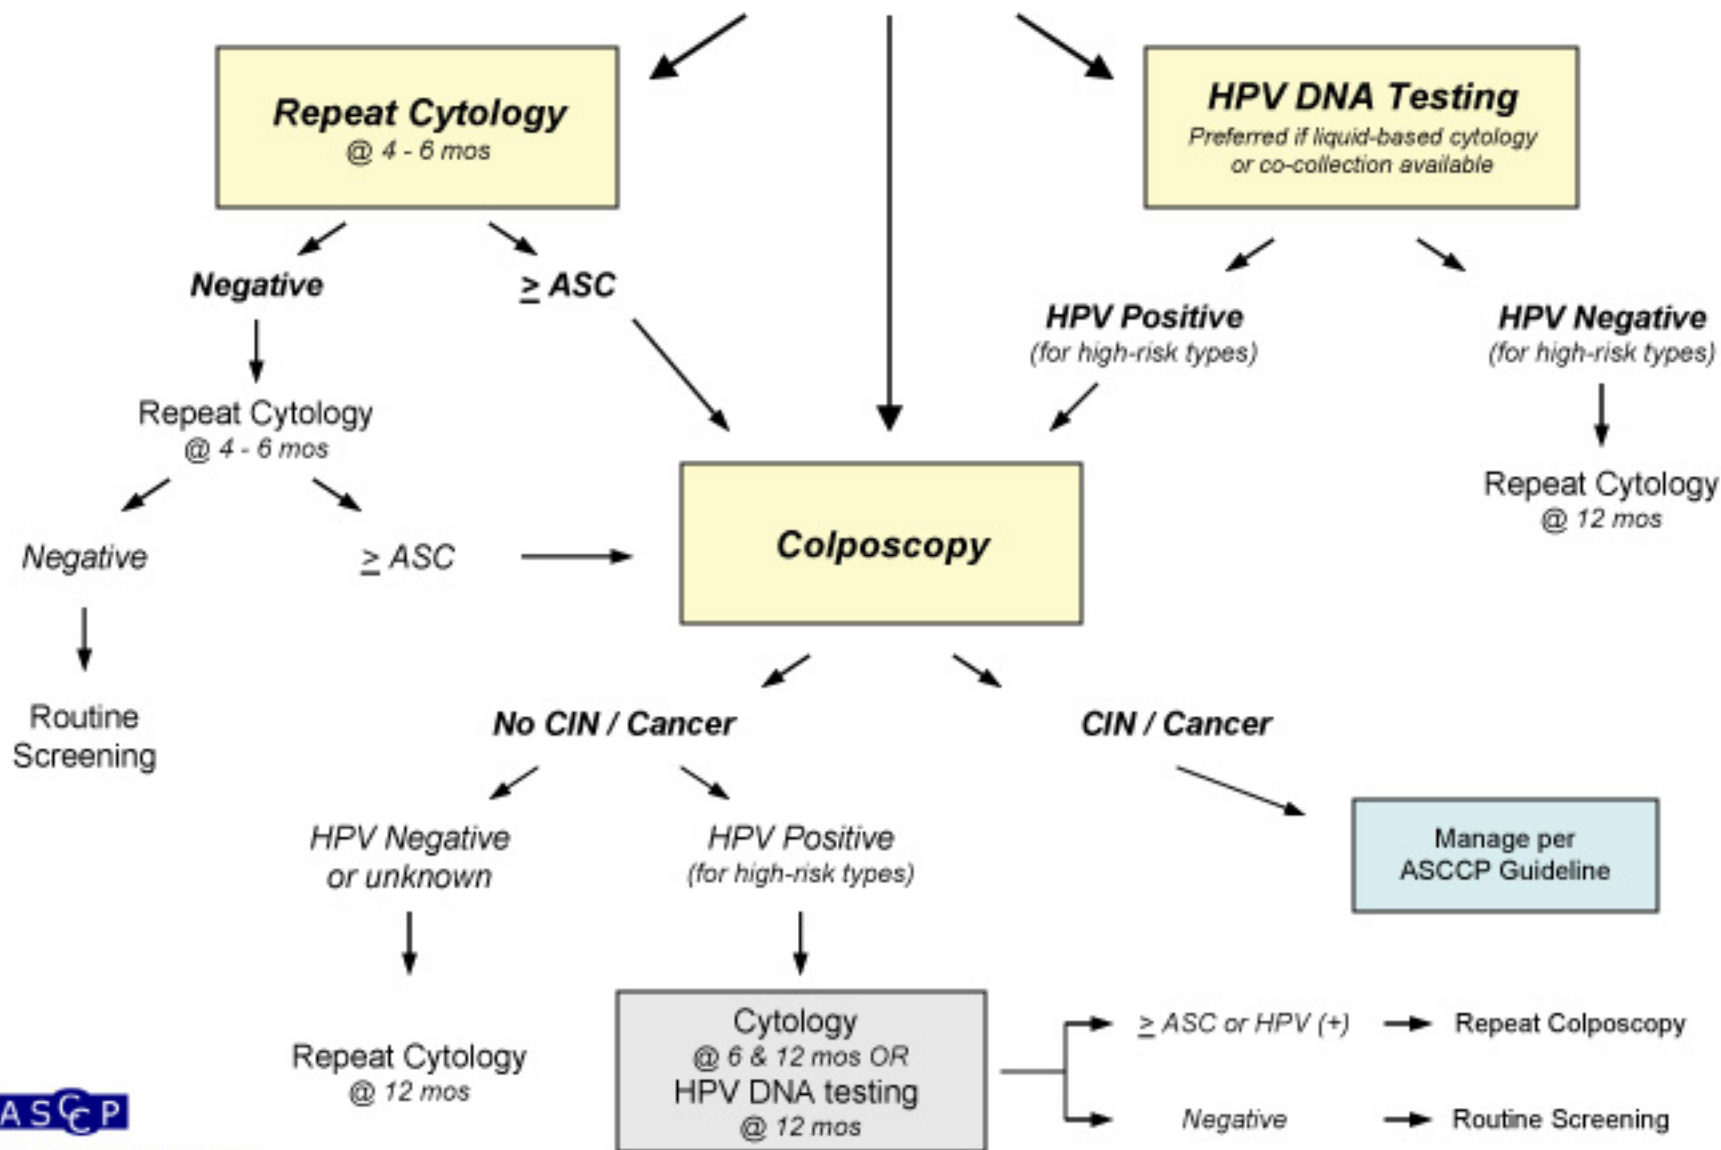 Repeat Cytology
@ 4 - 6 mos
HPV DNA Testing
Preferred if liquid-based cytology
or co-collection available
Negative
≥ ASC
HPV Positive
(for high-risk types)
HPV Negative
(for high-risk types)
Repeat Cytology
@ 4 - 6 mos
Repeat Cytology
@ 12 mos
Negative
≥ ASC
Colposcopy
Routine
Screening
No CIN / Cancer
CIN / Cancer
HPV Negative
or unknown
HPV Positive
(for high-risk types)
Manage per
ASCCP Guideline
Repeat Cytology
@ 12 mos
Cytology
@ 6 & 12 mos OR
HPV DNA testing
@ 12 mos
≥ ASC or HPV (+)
Repeat Colposcopy
Negative
Routine Screening
ASCCP